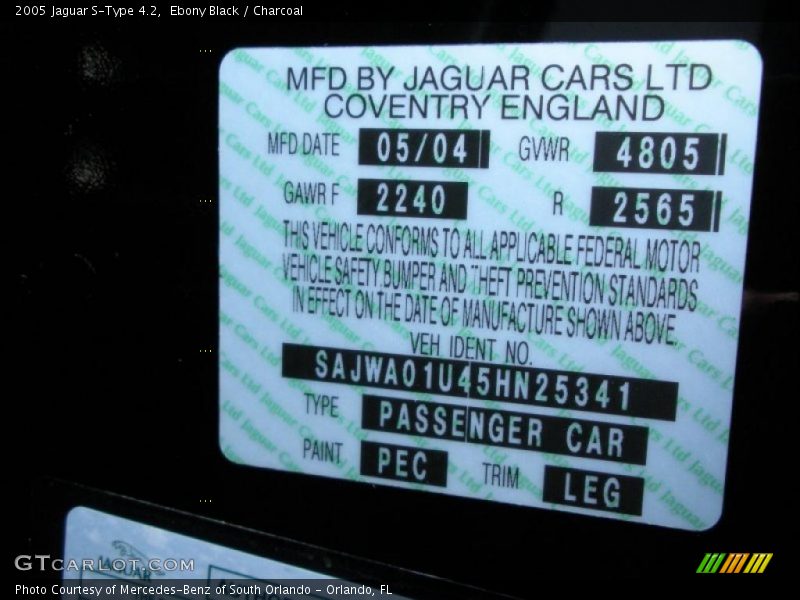 2005 Jaguar S-Type 4.2, Ebony Black / Charcoal
MFD BY JAGUAR CARS LTD
COVENTRY ENGLAND
MFD DATE 05/04 GVWR 4805
GAWR F 2240 R 2565
THIS VEHICLE CONFORMS TO ALL APPLICABLE FEDERAL MOTOR
VEHICLE SAFETY BUMPER AND THEFT PREVENTION STANDARDS
IN EFFECT ON THE DATE OF MANUFACTURE SHOWN ABOVE.
VEH IDENT NO.
SAJWA01U45HN25341
TYPE PASSENGER CAR
PAINT PEC TRIM LEG
JAGUAR
GTcarlot.com
Photo Courtesy of Mercedes-Benz of South Orlando - Orlando, FL